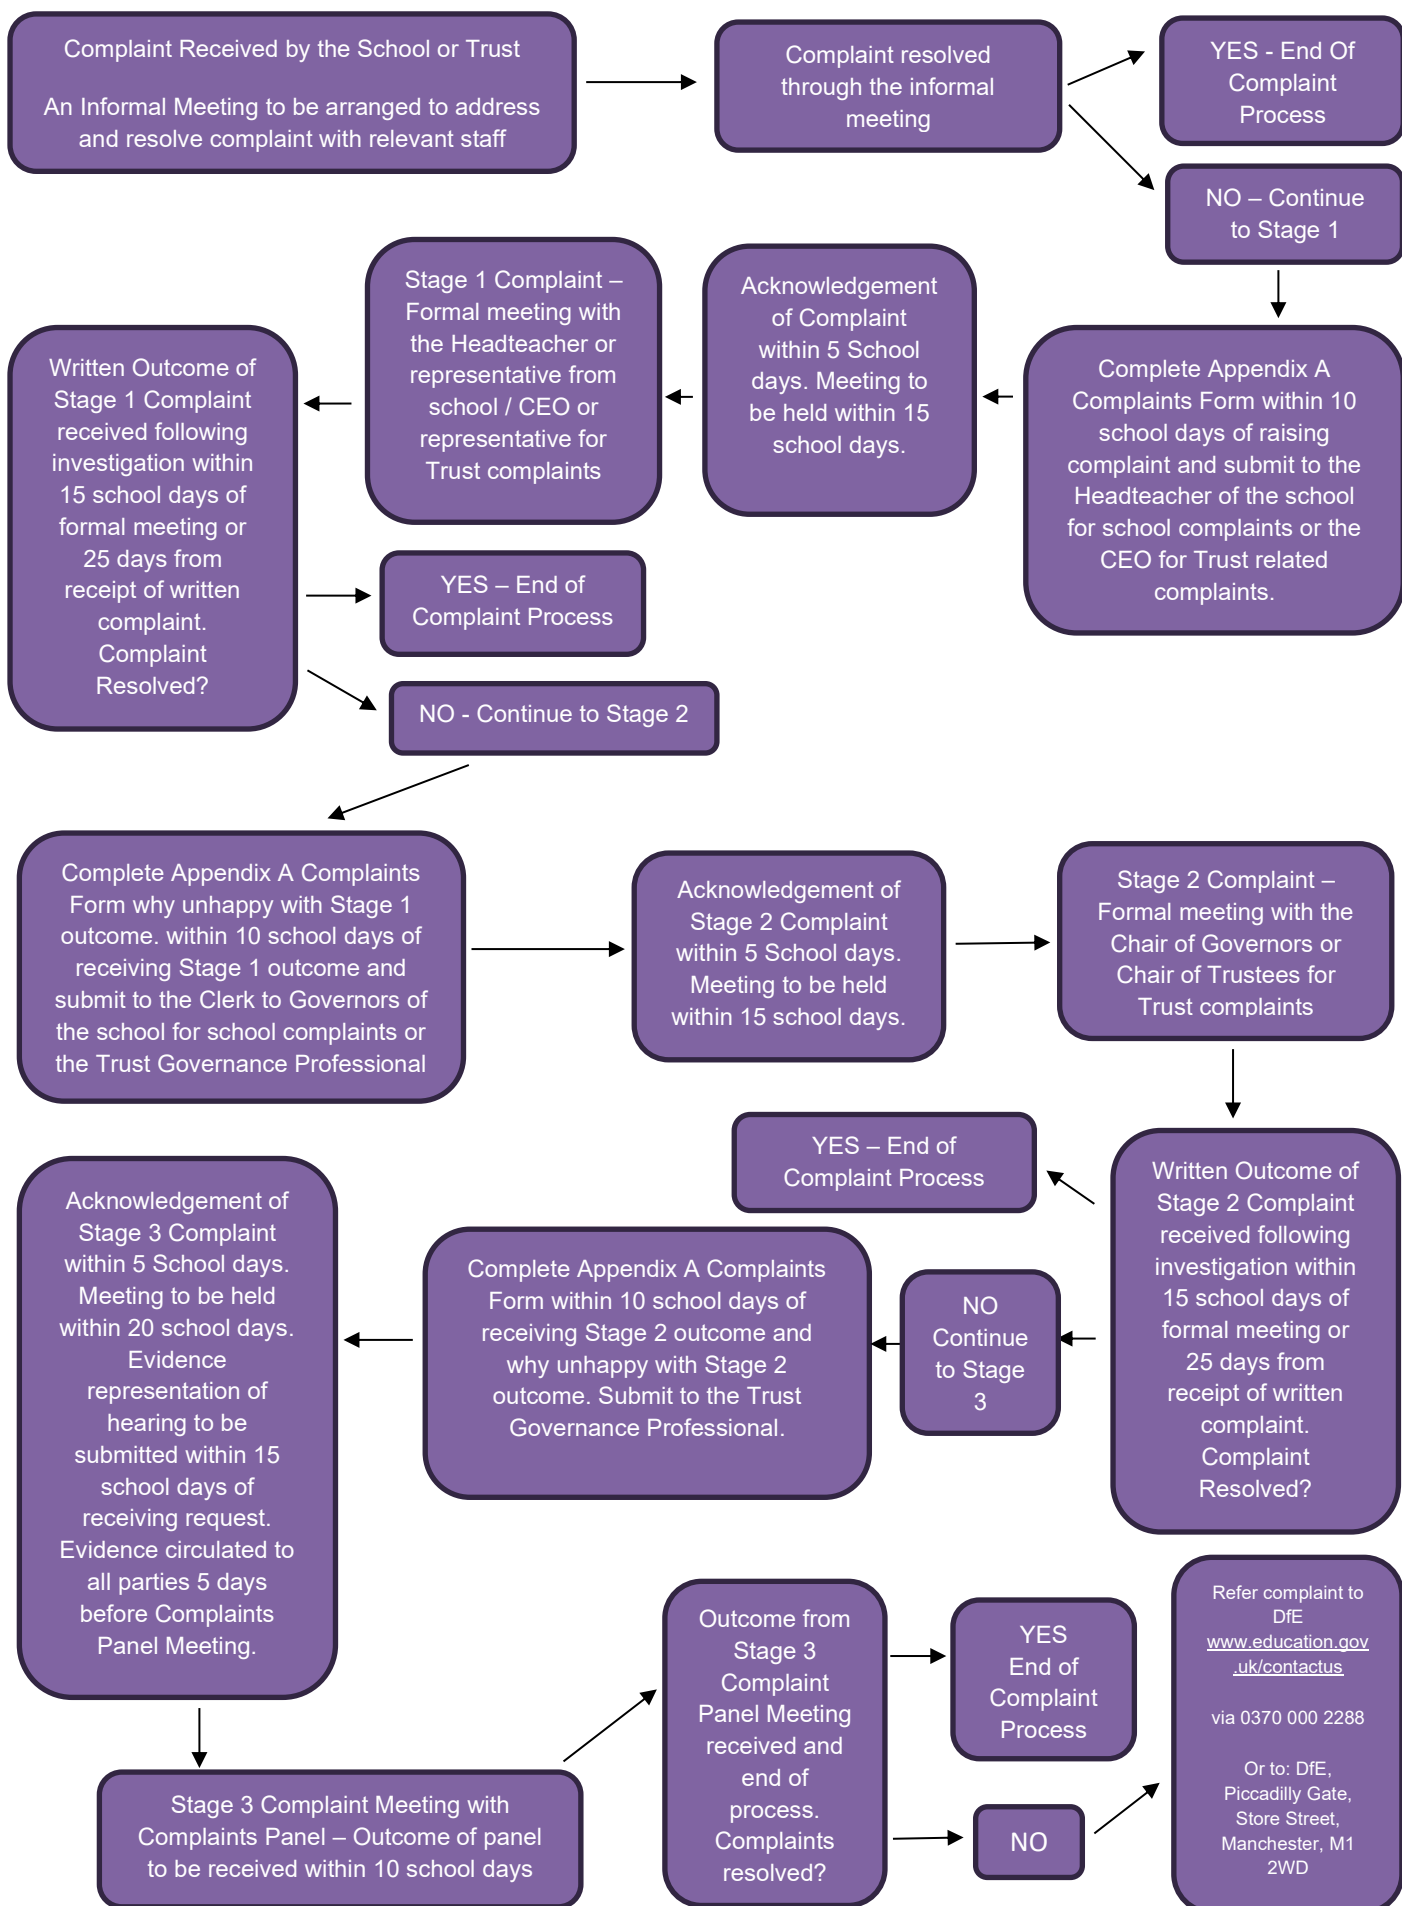 Complaint Received by the School or Trust
An Informal Meeting to be arranged to address
and resolve complaint with relevant staff
Complaint resolved
through the informal
meeting
YES - End Of
Complaint
Process
NO – Continue
to Stage 1
Complete Appendix A
Complaints Form within 10
school days of raising
complaint and submit to the
Headteacher of the school
for school complaints or the
CEO for Trust related
complaints.
Acknowledgement
of Complaint
within 5 School
days. Meeting to
be held within 15
school days.
Stage 1 Complaint –
Formal meeting with
the Headteacher or
representative from
school / CEO or
representative for
Trust complaints
Written Outcome of
Stage 1 Complaint
received following
investigation within
15 school days of
formal meeting or
25 days from
receipt of written
complaint.
Complaint
Resolved?
YES – End of
Complaint Process
NO - Continue to Stage 2
Complete Appendix A Complaints
Form why unhappy with Stage 1
outcome. within 10 school days of
receiving Stage 1 outcome and
submit to the Clerk to Governors of
the school for school complaints or
the Trust Governance Professional
Acknowledgement of
Stage 2 Complaint
within 5 School days.
Meeting to be held
within 15 school days.
Stage 2 Complaint –
Formal meeting with the
Chair of Governors or
Chair of Trustees for
Trust complaints
Written Outcome of
Stage 2 Complaint
received following
investigation within
15 school days of
formal meeting or
25 days from
receipt of written
complaint.
Complaint
Resolved?
YES – End of
Complaint Process
NO
Continue
to Stage
3
Complete Appendix A Complaints
Form within 10 school days of
receiving Stage 2 outcome and
why unhappy with Stage 2
outcome. Submit to the Trust
Governance Professional.
Acknowledgement of
Stage 3 Complaint
within 5 School days.
Meeting to be held
within 20 school days.
Evidence
representation of
hearing to be
submitted within 15
school days of
receiving request.
Evidence circulated to
all parties 5 days
before Complaints
Panel Meeting.
Stage 3 Complaint Meeting with
Complaints Panel – Outcome of panel
to be received within 10 school days
Outcome from
Stage 3
Complaint
Panel Meeting
received and
end of
process.
Complaints
resolved?
YES
End of
Complaint
Process
NO
Refer complaint to
DfE
www.education.gov
.uk/contactus
via 0370 000 2288
Or to: DfE,
Piccadilly Gate,
Store Street,
Manchester, M1
2WD